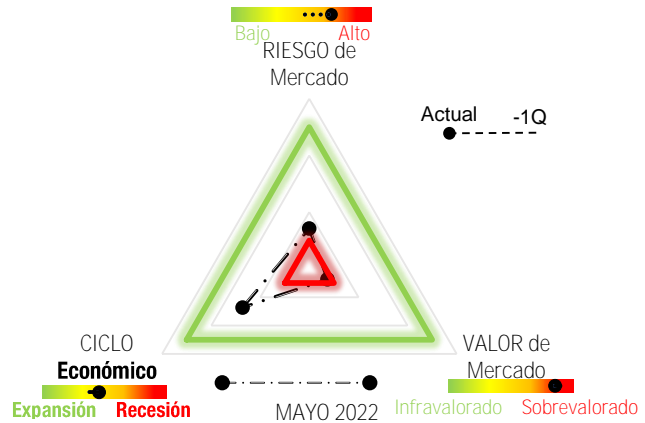 Bajo Alto
RIESGO de
Mercado
Actual -1Q
CICLO
Económico
Expansión Recesión
VALOR de
Mercado
Infravalorado Sobrevalorado
MAYO 2022